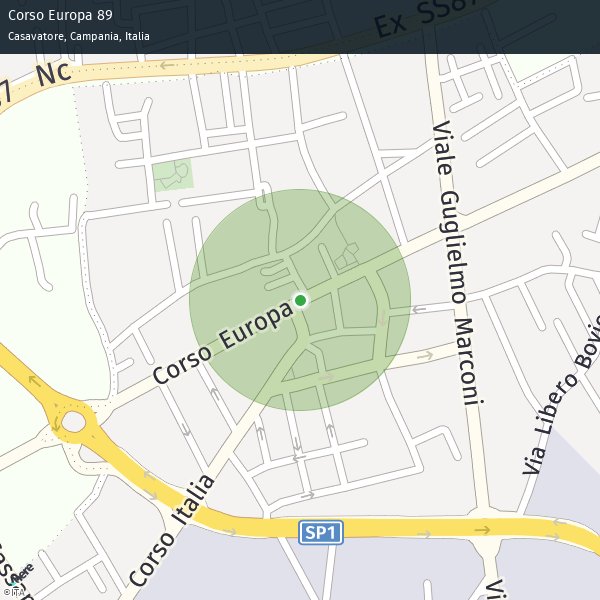 Corso Europa 89
Casavatore, Campania, Italia
Ex SS87
87 Nc
Viale Guglielmo Marconi
Corso Europa
Via Libero Bovio
Corso Italia
SP1